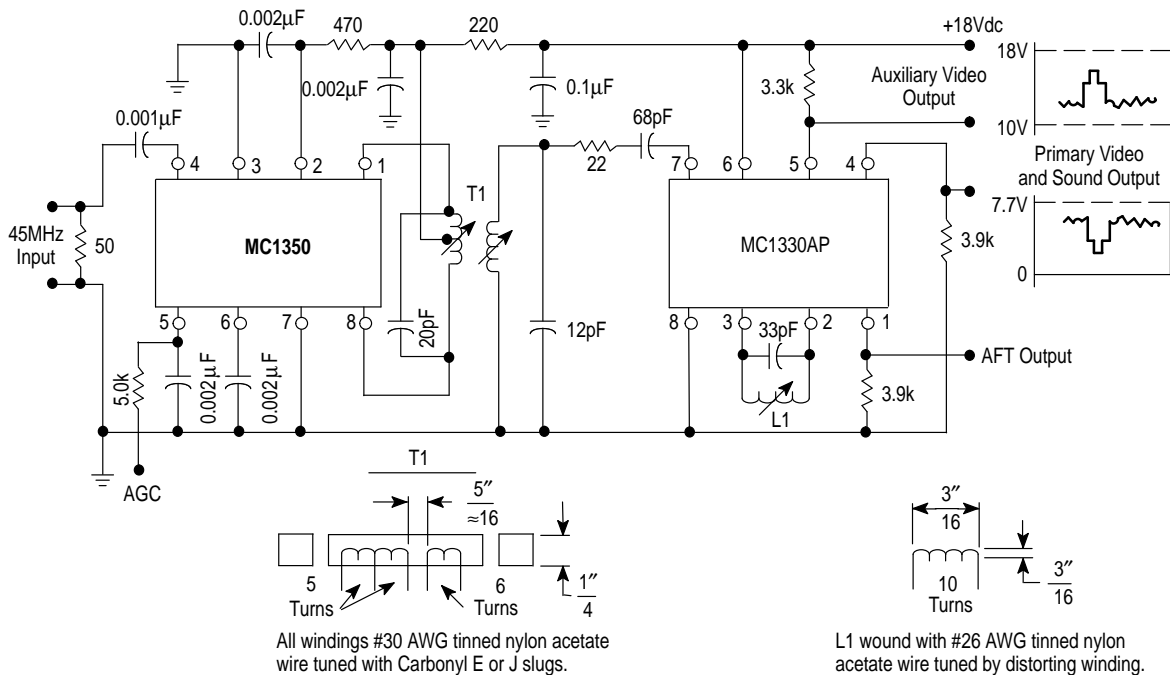 0.002µF
470
220
+18Vdc
18V
0.002µF
0.1µF
3.3k
Auxiliary Video
Output
0.001µF
68pF
10V
4
3
2
1
22
7
6
5
4
Primary Video
and Sound Output
T1
7.7V
45MHz
Input
50
MC1350
MC1330AP
3.9k
0
5
6
7
8
20pF
12pF
8
3
33pF
2
1
AFT Output
5.0k
0.002µF
0.002µF
L1
3.9k
AGC
T1
5″
≈16
3″
16
5
Turns
6
Turns
1″
4
10
Turns
3″
16
All windings #30 AWG tinned nylon acetate
wire tuned with Carbonyl E or J slugs.
L1 wound with #26 AWG tinned nylon
acetate wire tuned by distorting winding.